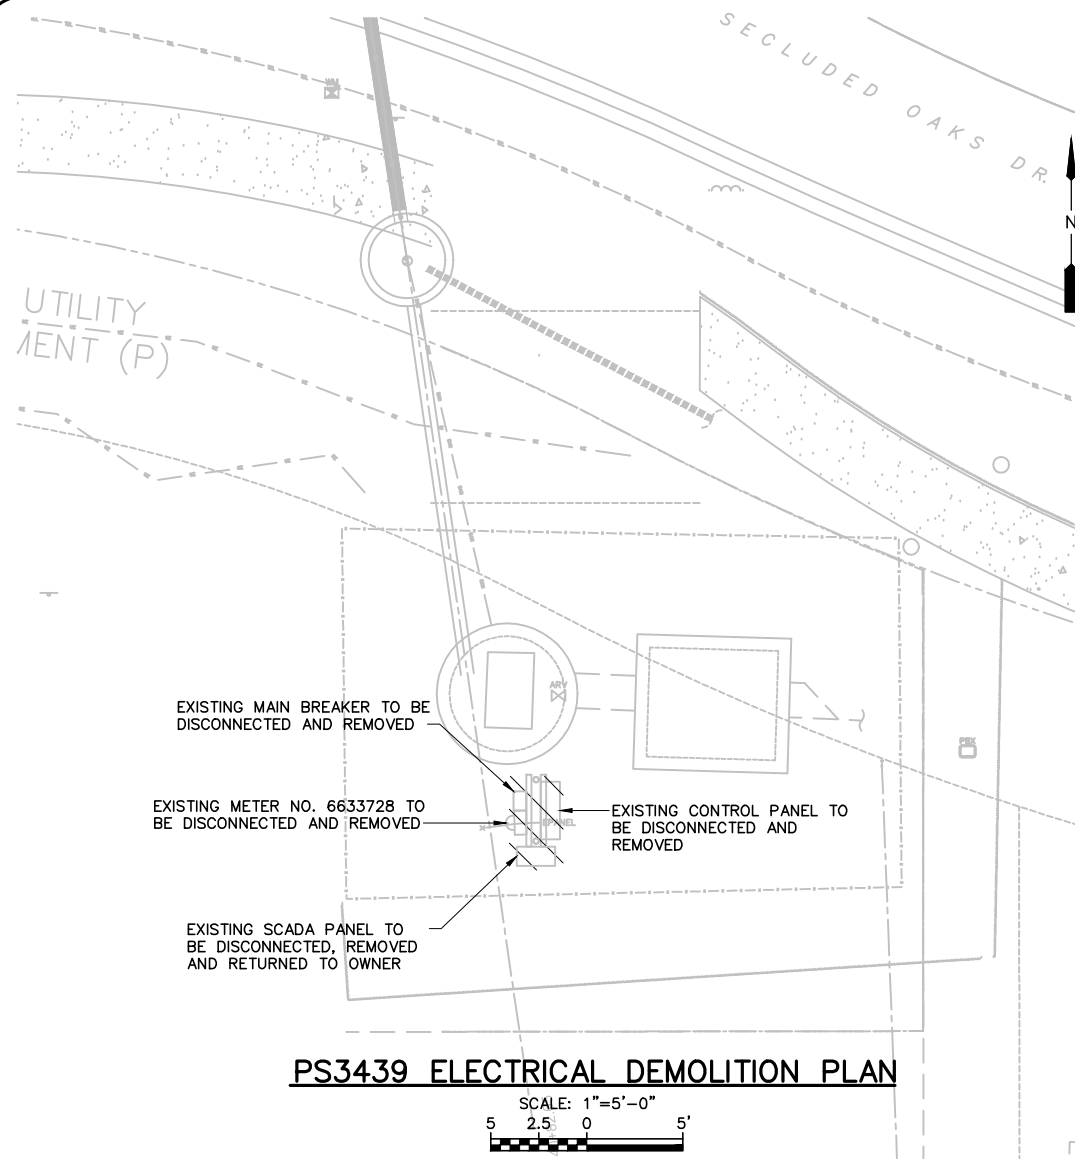 SECLUDED OAKS DR.
N
UTILITY
MENT (P)
ARV
EXISTING MAIN BREAKER TO BE
DISCONNECTED AND REMOVED
PBX
EXISTING METER NO. 6633728 TO
BE DISCONNECTED AND REMOVED
EXISTING CONTROL PANEL TO
BE DISCONNECTED AND
REMOVED
EXISTING SCADA PANEL TO
BE DISCONNECTED, REMOVED
AND RETURNED TO OWNER
PS3439 ELECTRICAL DEMOLITION PLAN
SCALE: 1"=5'-0"
5 2.5 0 5'